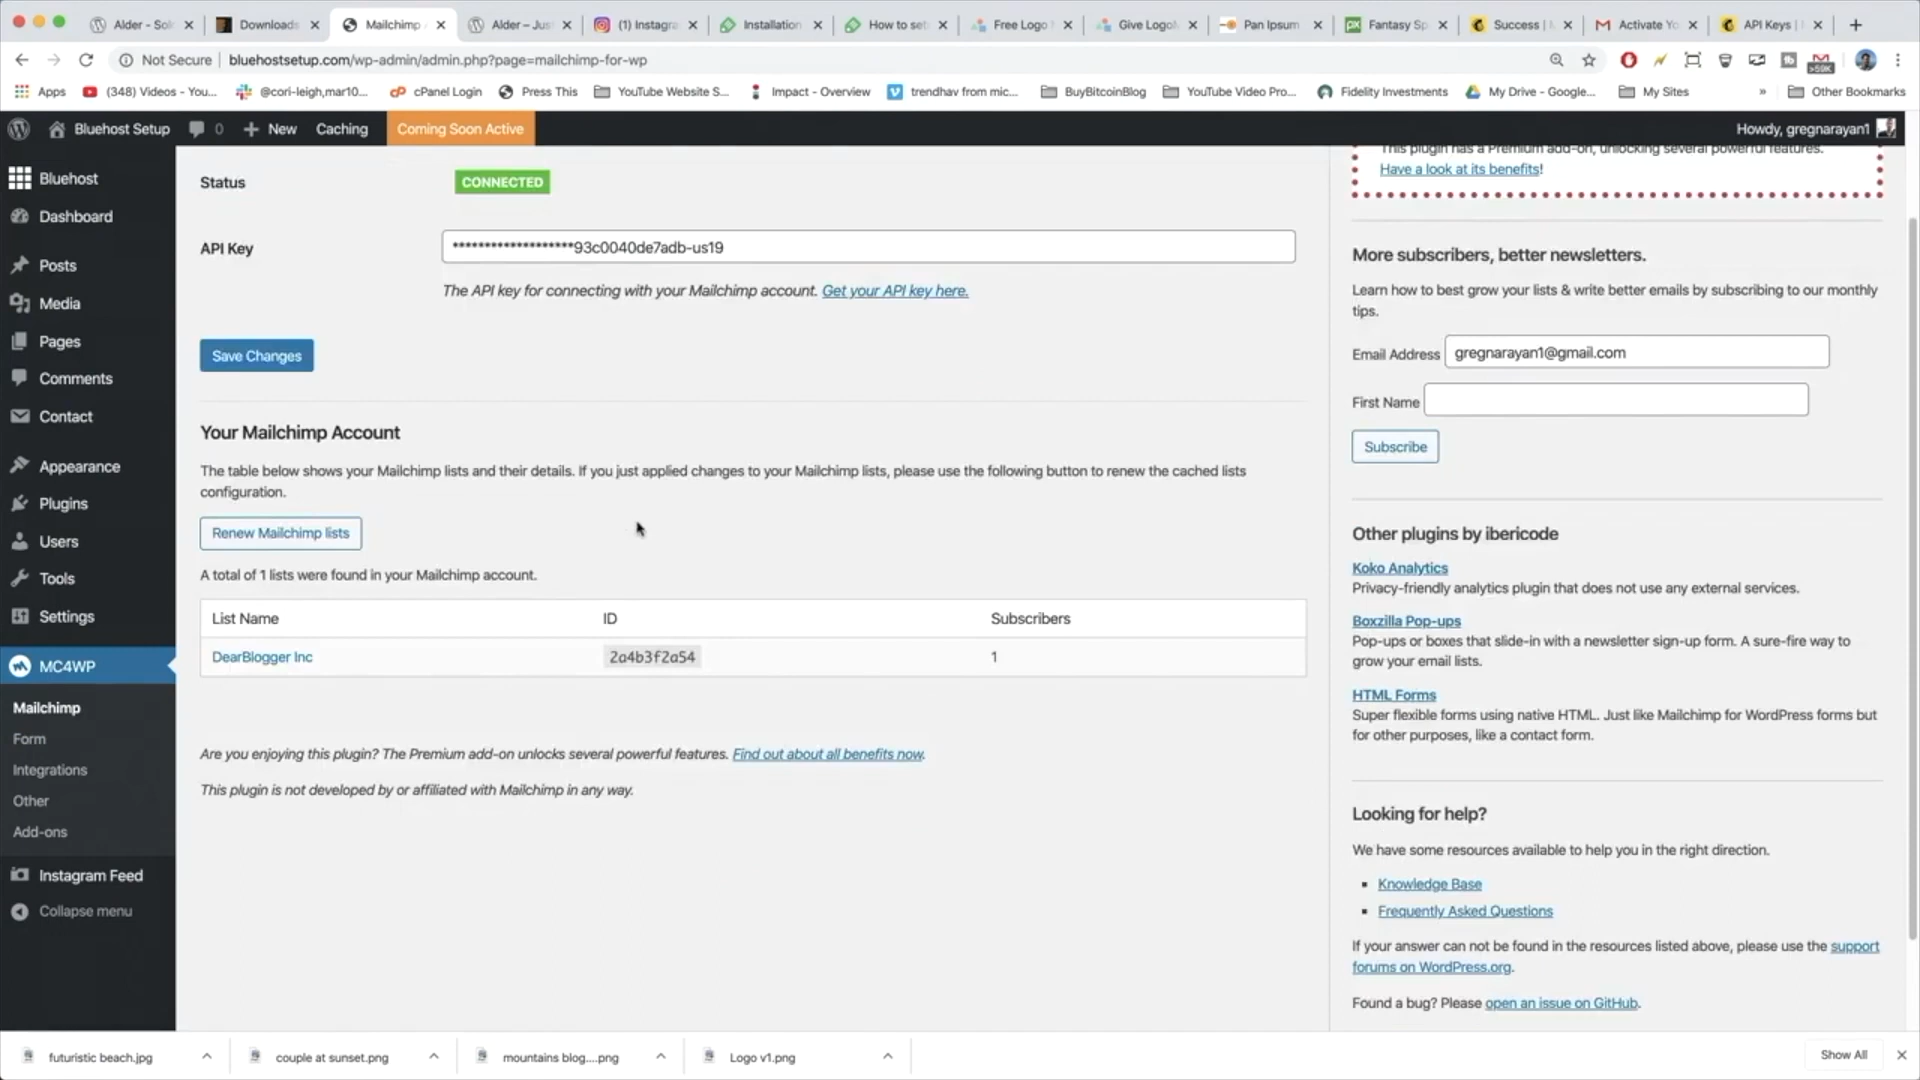 Alder - Sol
Downloads
Mailchimp
Alder – Jus
(1) Instagra
Installation
How to set
Free Logo
Give LogoM
Pan Ipsum
Fantasy Sp
Success | M
Activate Yo
API Keys |
Not Secure
bluehostsetup.com/wp-admin/admin.php?page=mailchimp-for-wp
Apps
(348) Videos - You...
@cori-leigh,mar10...
cPanel Login
Press This
YouTube Website S...
Impact - Overview
trendhav from mic...
BuyBitcoinBlog
YouTube Video Pro...
Fidelity Investments
My Drive - Google...
My Sites
»
Other Bookmarks
Bluehost Setup
0
New
Caching
Coming Soon Active
Howdy, gregnarayan1
Bluehost
Dashboard
Posts
Media
Pages
Comments
Contact
Appearance
Plugins
Users
Tools
Settings
MC4WP
Mailchimp
Form
Integrations
Other
Add-ons
Instagram Feed
Collapse menu
Status
CONNECTED
API Key
*******************93c0040de7adb-us19
The API key for connecting with your Mailchimp account. Get your API key here.
Save Changes
Your Mailchimp Account
The table below shows your Mailchimp lists and their details. If you just applied changes to your Mailchimp lists, please use the following button to renew the cached lists
configuration.
Renew Mailchimp lists
A total of 1 lists were found in your Mailchimp account.
List Name
ID
Subscribers
DearBlogger Inc
2a4b3f2a54
1
Are you enjoying this plugin? The Premium add-on unlocks several powerful features. Find out about all benefits now.
This plugin is not developed by or affiliated with Mailchimp in any way.
This plugin has a Premium add-on, unlocking several powerful features.
Have a look at its benefits!
More subscribers, better newsletters.
Learn how to best grow your lists & write better emails by subscribing to our monthly
tips.
Email Address
gregnarayan1@gmail.com
First Name
Subscribe
Other plugins by ibericode
Koko Analytics
Privacy-friendly analytics plugin that does not use any external services.
Boxzilla Pop-ups
Pop-ups or boxes that slide-in with a newsletter sign-up form. A sure-fire way to
grow your email lists.
HTML Forms
Super flexible forms using native HTML. Just like Mailchimp for WordPress forms but
for other purposes, like a contact form.
Looking for help?
We have some resources available to help you in the right direction.
Knowledge Base
Frequently Asked Questions
If your answer can not be found in the resources listed above, please use the support
forums on WordPress.org.
Found a bug? Please open an issue on GitHub.
futuristic beach.jpg
couple at sunset.png
mountains blog....png
Logo v1.png
Show All